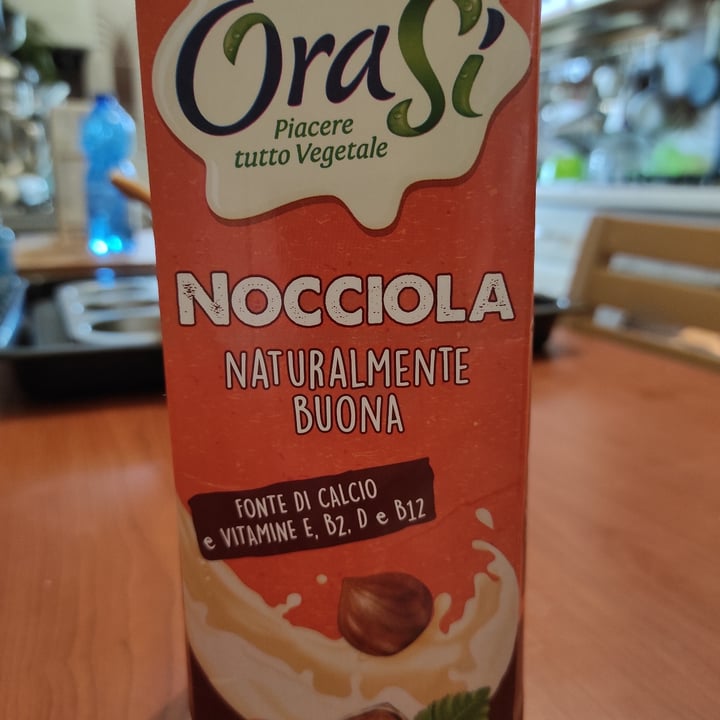 OraSì
Piacere
tutto Vegetale
NOCCIOLA
NATURALMENTE
BUONA
FONTE DI CALCIO
e VITAMINE E, B2, D e B12